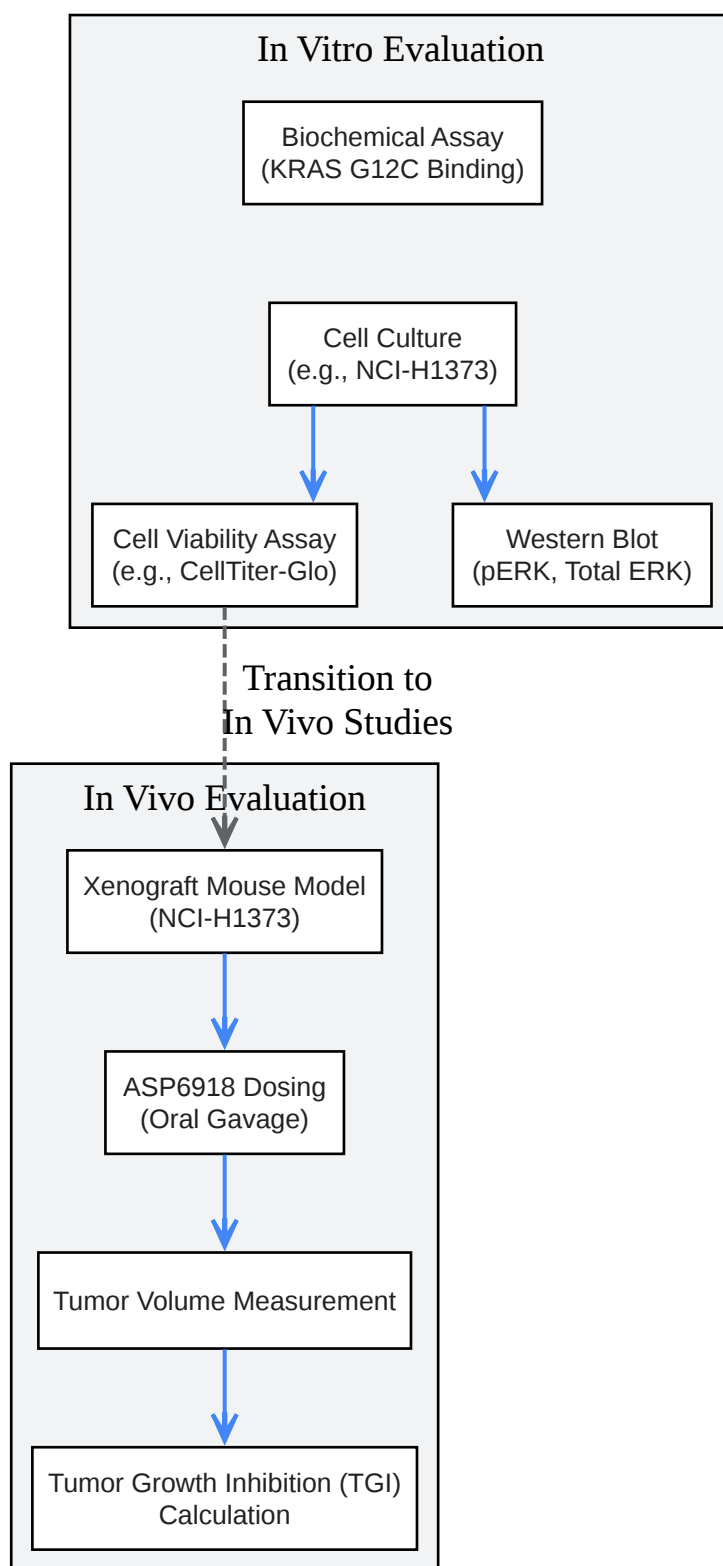 In Vitro Evaluation
Biochemical Assay
(KRAS G12C Binding)
Cell Culture
(e.g., NCI-H1373)
Cell Viability Assay
(e.g., CellTiter-Glo)
Western Blot
(pERK, Total ERK)
Transition to
In Vivo Studies
In Vivo Evaluation
Xenograft Mouse Model
(NCI-H1373)
ASP6918 Dosing
(Oral Gavage)
Tumor Volume Measurement
Tumor Growth Inhibition (TGI)
Calculation